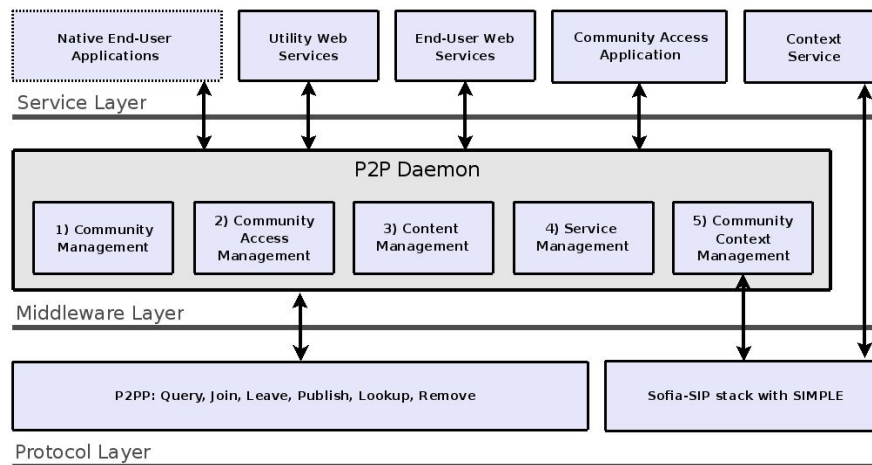 Native End-User
Applications
Utility Web
Services
End-User Web
Services
Community Access
Application
Context
Service
Service Layer
P2P Daemon
1) Community
Management
2) Community
Access
Management
3) Content
Management
4) Service
Management
5) Community
Context
Management
Middleware Layer
P2PP: Query, Join, Leave, Publish, Lookup, Remove
Sofia-SIP stack with SIMPLE
Protocol Layer